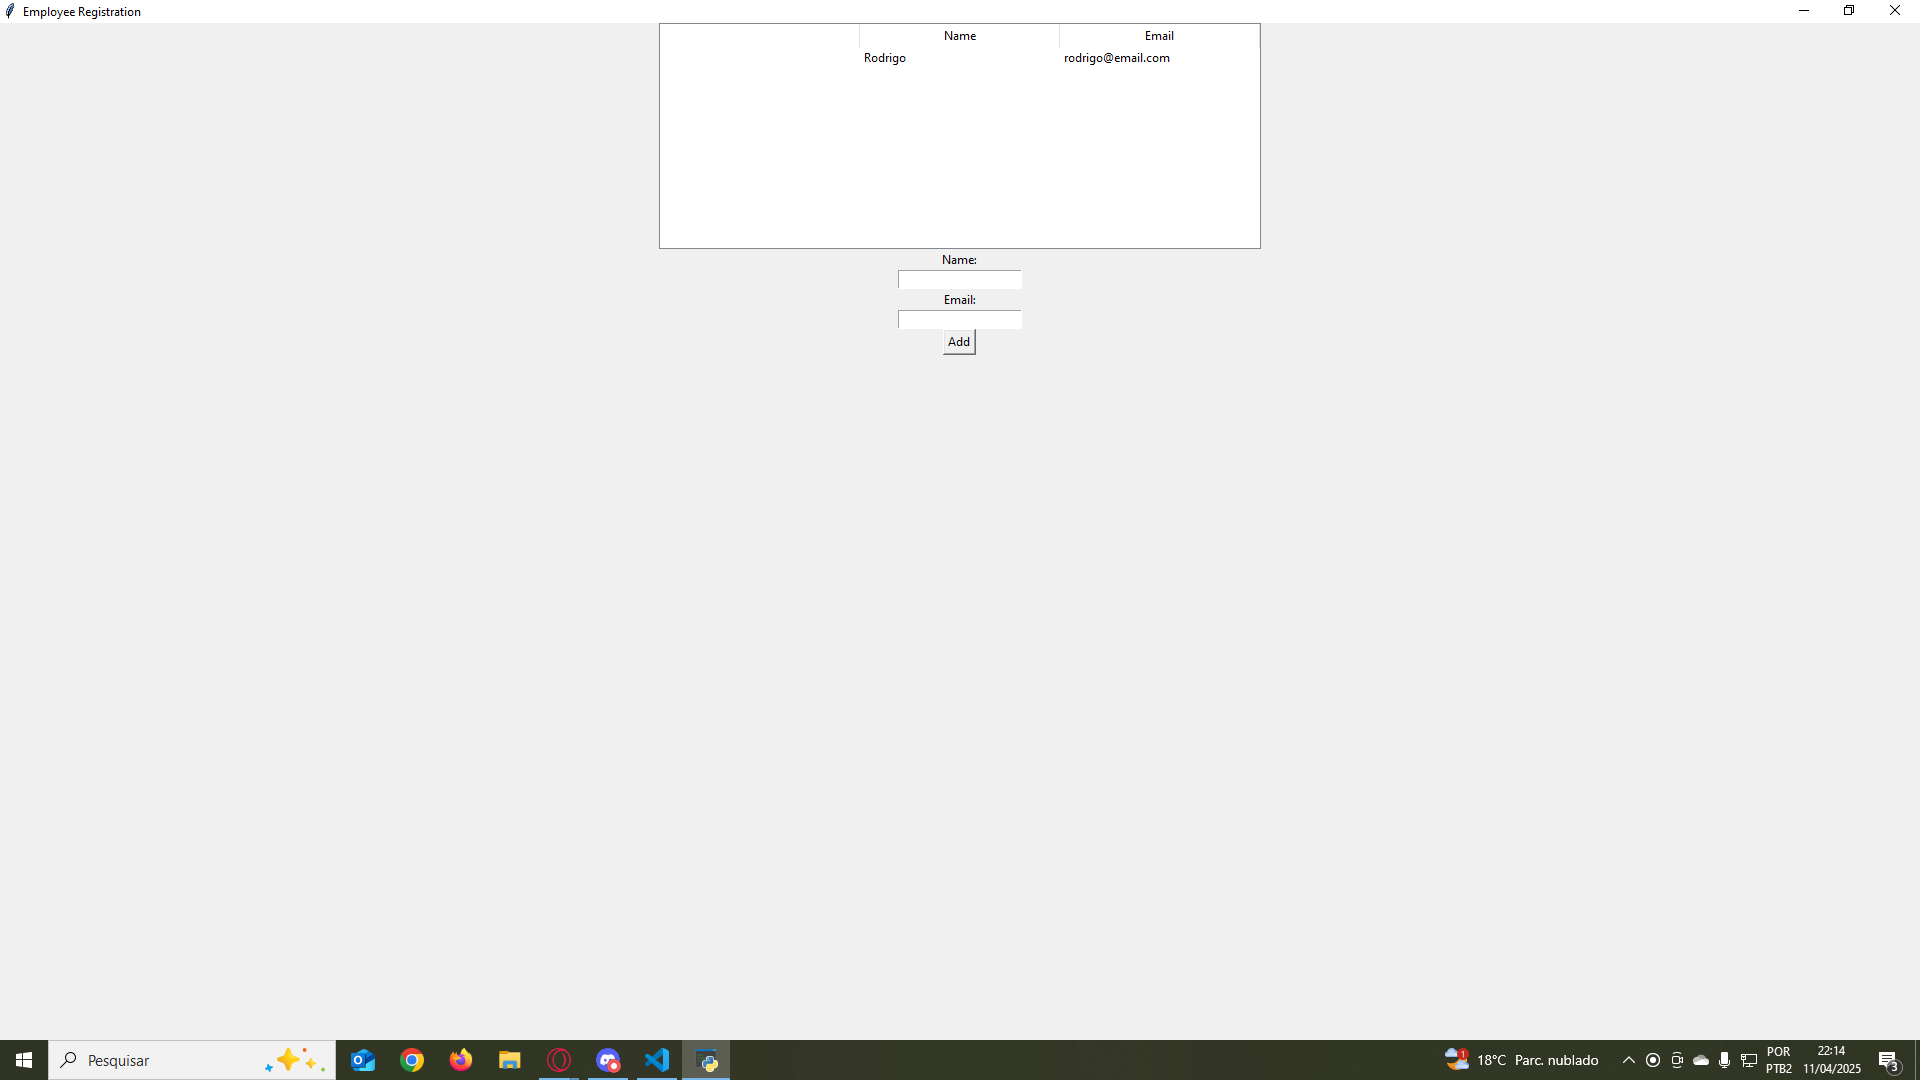 Employee Registration
Name Email
Rodrigo rodrigo@email.com
Name:
Email:
Add
Pesquisar
1 18°C Parc. nublado
POR 22:14
PTB2 11/04/2025
3